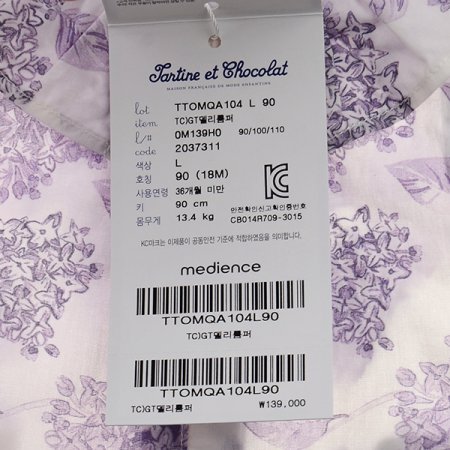 Tartine et Chocolat
MAISON FRANÇAISE DE MODE ENFANTINE
lot TTOMQA104 L 90
item TC)GT멜리롬퍼
l/# 0M139H0 90/100/110
code 2037311
색상 L
호칭 90 (18M)
사용연령 36개월 미만
키 90 cm
몸무게 13.4 kg
안전확인신고확인증번호
CB014R709-3015
KC마크는 이제품이 공동안전 기준에 적합하였음을 의미합니다.
medience
TTOMQA104L90
TC)GT멜리롬퍼
TTOMQA104L90
TC)GT멜리롬퍼
₩139,000